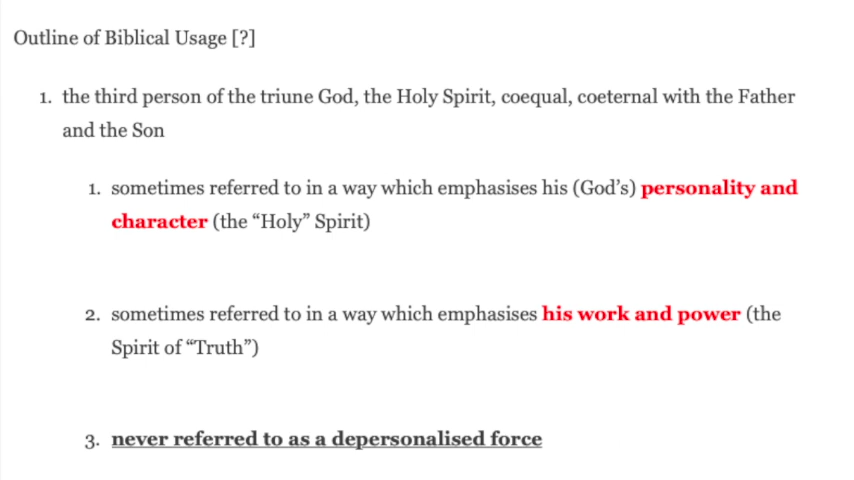 Outline of Biblical Usage [?]
1. the third person of the triune God, the Holy Spirit, coequal, coeternal with the Father
and the Son
1. sometimes referred to in a way which emphasises his (God’s) personality and
character (the “Holy” Spirit)
2. sometimes referred to in a way which emphasises his work and power (the
Spirit of “Truth”)
3. never referred to as a depersonalised force